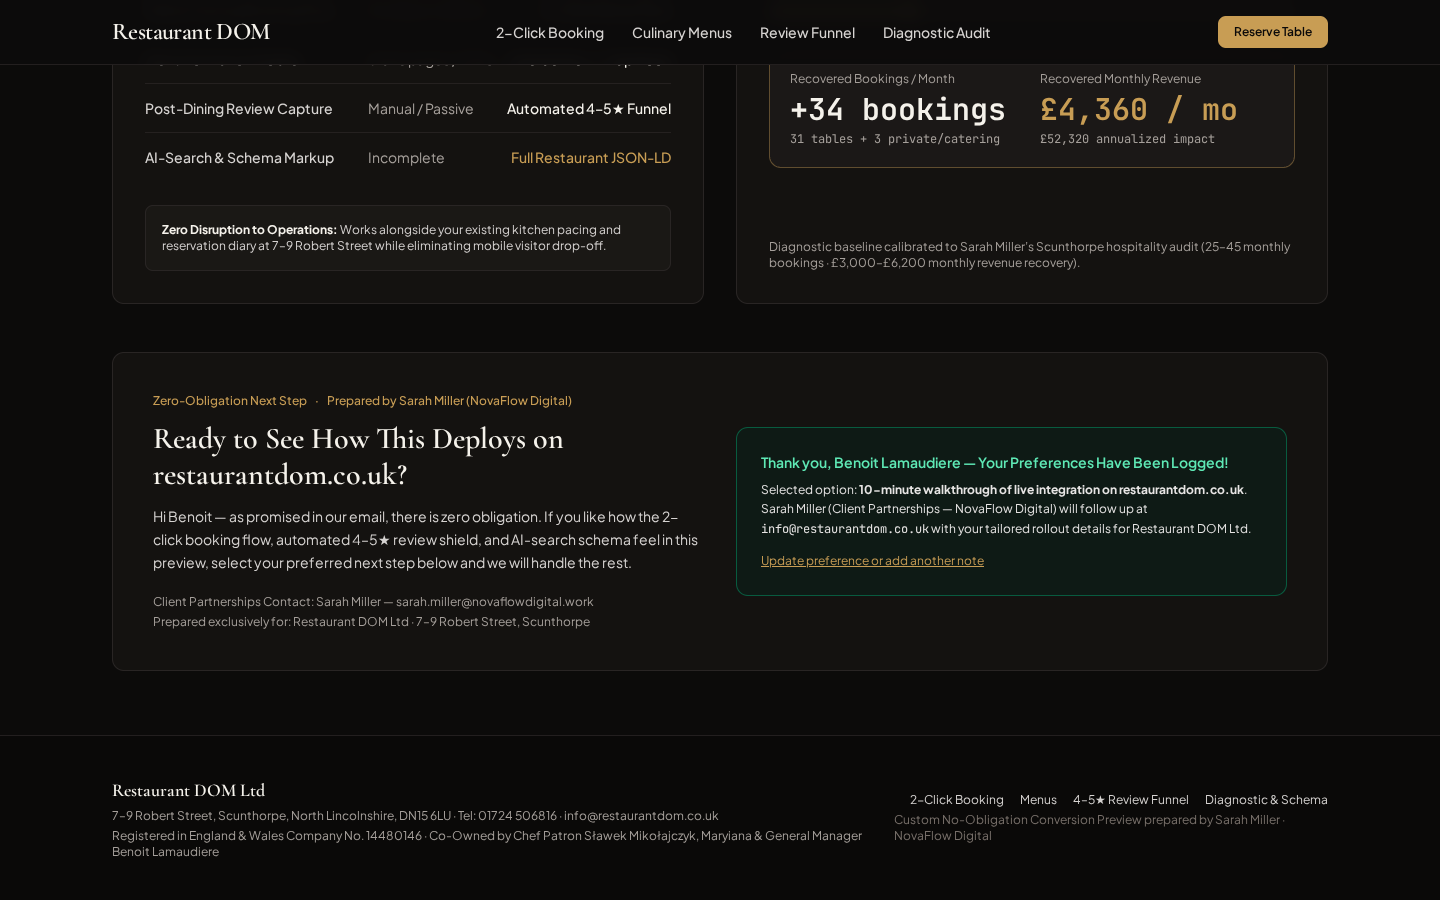 Restaurant DOM
2-Click Booking
Culinary Menus
Review Funnel
Diagnostic Audit
Reserve Table
Post-Dining Review Capture
Manual / Passive
Automated 4–5★ Funnel
AI-Search & Schema Markup
Incomplete
Full Restaurant JSON-LD
Zero Disruption to Operations: Works alongside your existing kitchen pacing and
reservation diary at 7–9 Robert Street while eliminating mobile visitor drop-off.
Recovered Bookings / Month
+34 bookings
31 tables + 3 private/catering
Recovered Monthly Revenue
£4,360 / mo
£52,320 annualized impact
Diagnostic baseline calibrated to Sarah Miller's Scunthorpe hospitality audit (25–45 monthly
bookings · £3,000–£6,200 monthly revenue recovery).
Zero-Obligation Next Step · Prepared by Sarah Miller (NovaFlow Digital)
Ready to See How This Deploys on
restaurantdom.co.uk?
Hi Benoit — as promised in our email, there is zero obligation. If you like how the 2-
click booking flow, automated 4–5★ review shield, and AI-search schema feel in this
preview, select your preferred next step below and we will handle the rest.
Client Partnerships Contact: Sarah Miller — sarah.miller@novaflowdigital.work
Prepared exclusively for: Restaurant DOM Ltd · 7–9 Robert Street, Scunthorpe
Thank you, Benoit Lamaudiere — Your Preferences Have Been Logged!
Selected option: 10-minute walkthrough of live integration on restaurantdom.co.uk.
Sarah Miller (Client Partnerships — NovaFlow Digital) will follow up at
info@restaurantdom.co.uk with your tailored rollout details for Restaurant DOM Ltd.
Update preference or add another note
Restaurant DOM Ltd
7–9 Robert Street, Scunthorpe, North Lincolnshire, DN15 6LU · Tel: 01724 506816 · info@restaurantdom.co.uk
Registered in England & Wales Company No. 14480146 · Co-Owned by Chef Patron Sławek Mikołajczyk, Maryiana & General Manager
Benoit Lamaudiere
2-Click Booking
Menus
4–5★ Review Funnel
Diagnostic & Schema
Custom No-Obligation Conversion Preview prepared by Sarah Miller ·
NovaFlow Digital